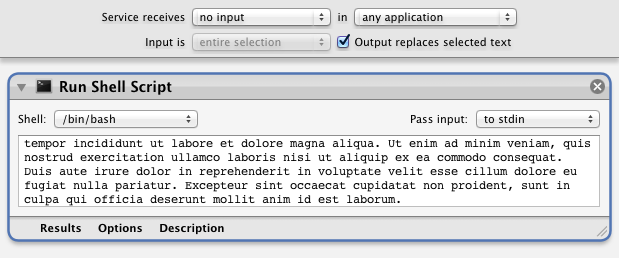 Service receives no input in any application
Input is entire selection Output replaces selected text
Run Shell Script
Shell: /bin/bash Pass input: to stdin
tempor incididunt ut labore et dolore magna aliqua. Ut enim ad minim veniam, quis
nostrud exercitation ullamco laboris nisi ut aliquip ex ea commodo consequat.
Duis aute irure dolor in reprehenderit in voluptate velit esse cillum dolore eu
fugiat nulla pariatur. Excepteur sint occaecat cupidatat non proident, sunt in
culpa qui officia deserunt mollit anim id est laborum.
Results Options Description